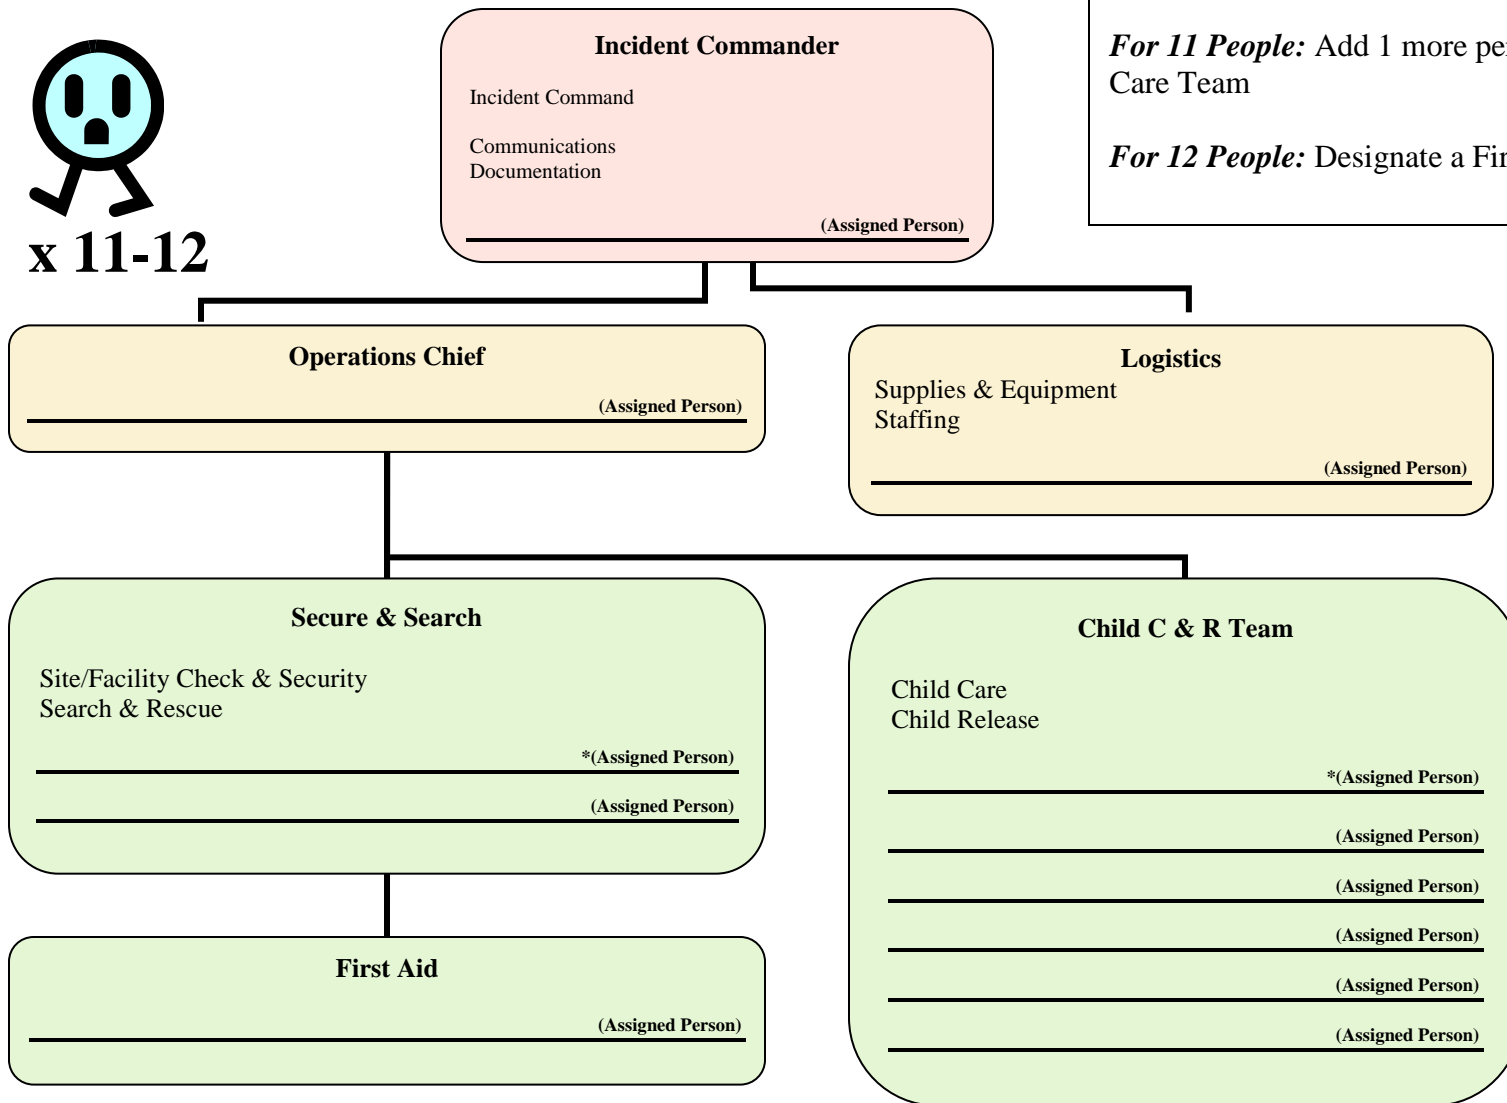 x 11-12
Incident Commander
Incident Command
Communications
Documentation
(Assigned Person)
For 11 People: Add 1 more
Care Team
For 12 People: Designate a
Operations Chief
(Assigned Person)
Logistics
Supplies & Equipment
Staffing
(Assigned Person)
Secure & Search
Site/Facility Check & Security
Search & Rescue
*(Assigned Person)
(Assigned Person)
Child C & R Team
Child Care
Child Release
*(Assigned Person)
(Assigned Person)
(Assigned Person)
(Assigned Person)
(Assigned Person)
(Assigned Person)
First Aid
(Assigned Person)